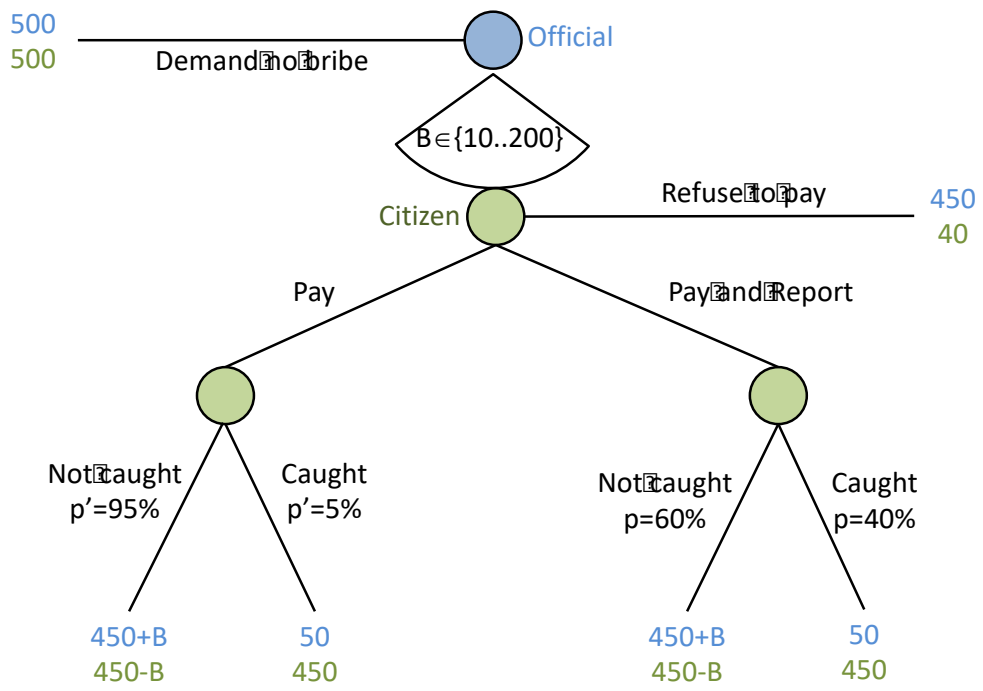 500
500
Official
Demand no bribe
B∈{10..200}
Refuse to pay
450
40
Citizen
Pay
Pay and Report
Not caught
p’=95%
Caught
p’=5%
Not caught
p=60%
Caught
p=40%
450+B
450-B
50
450
450+B
450-B
50
450